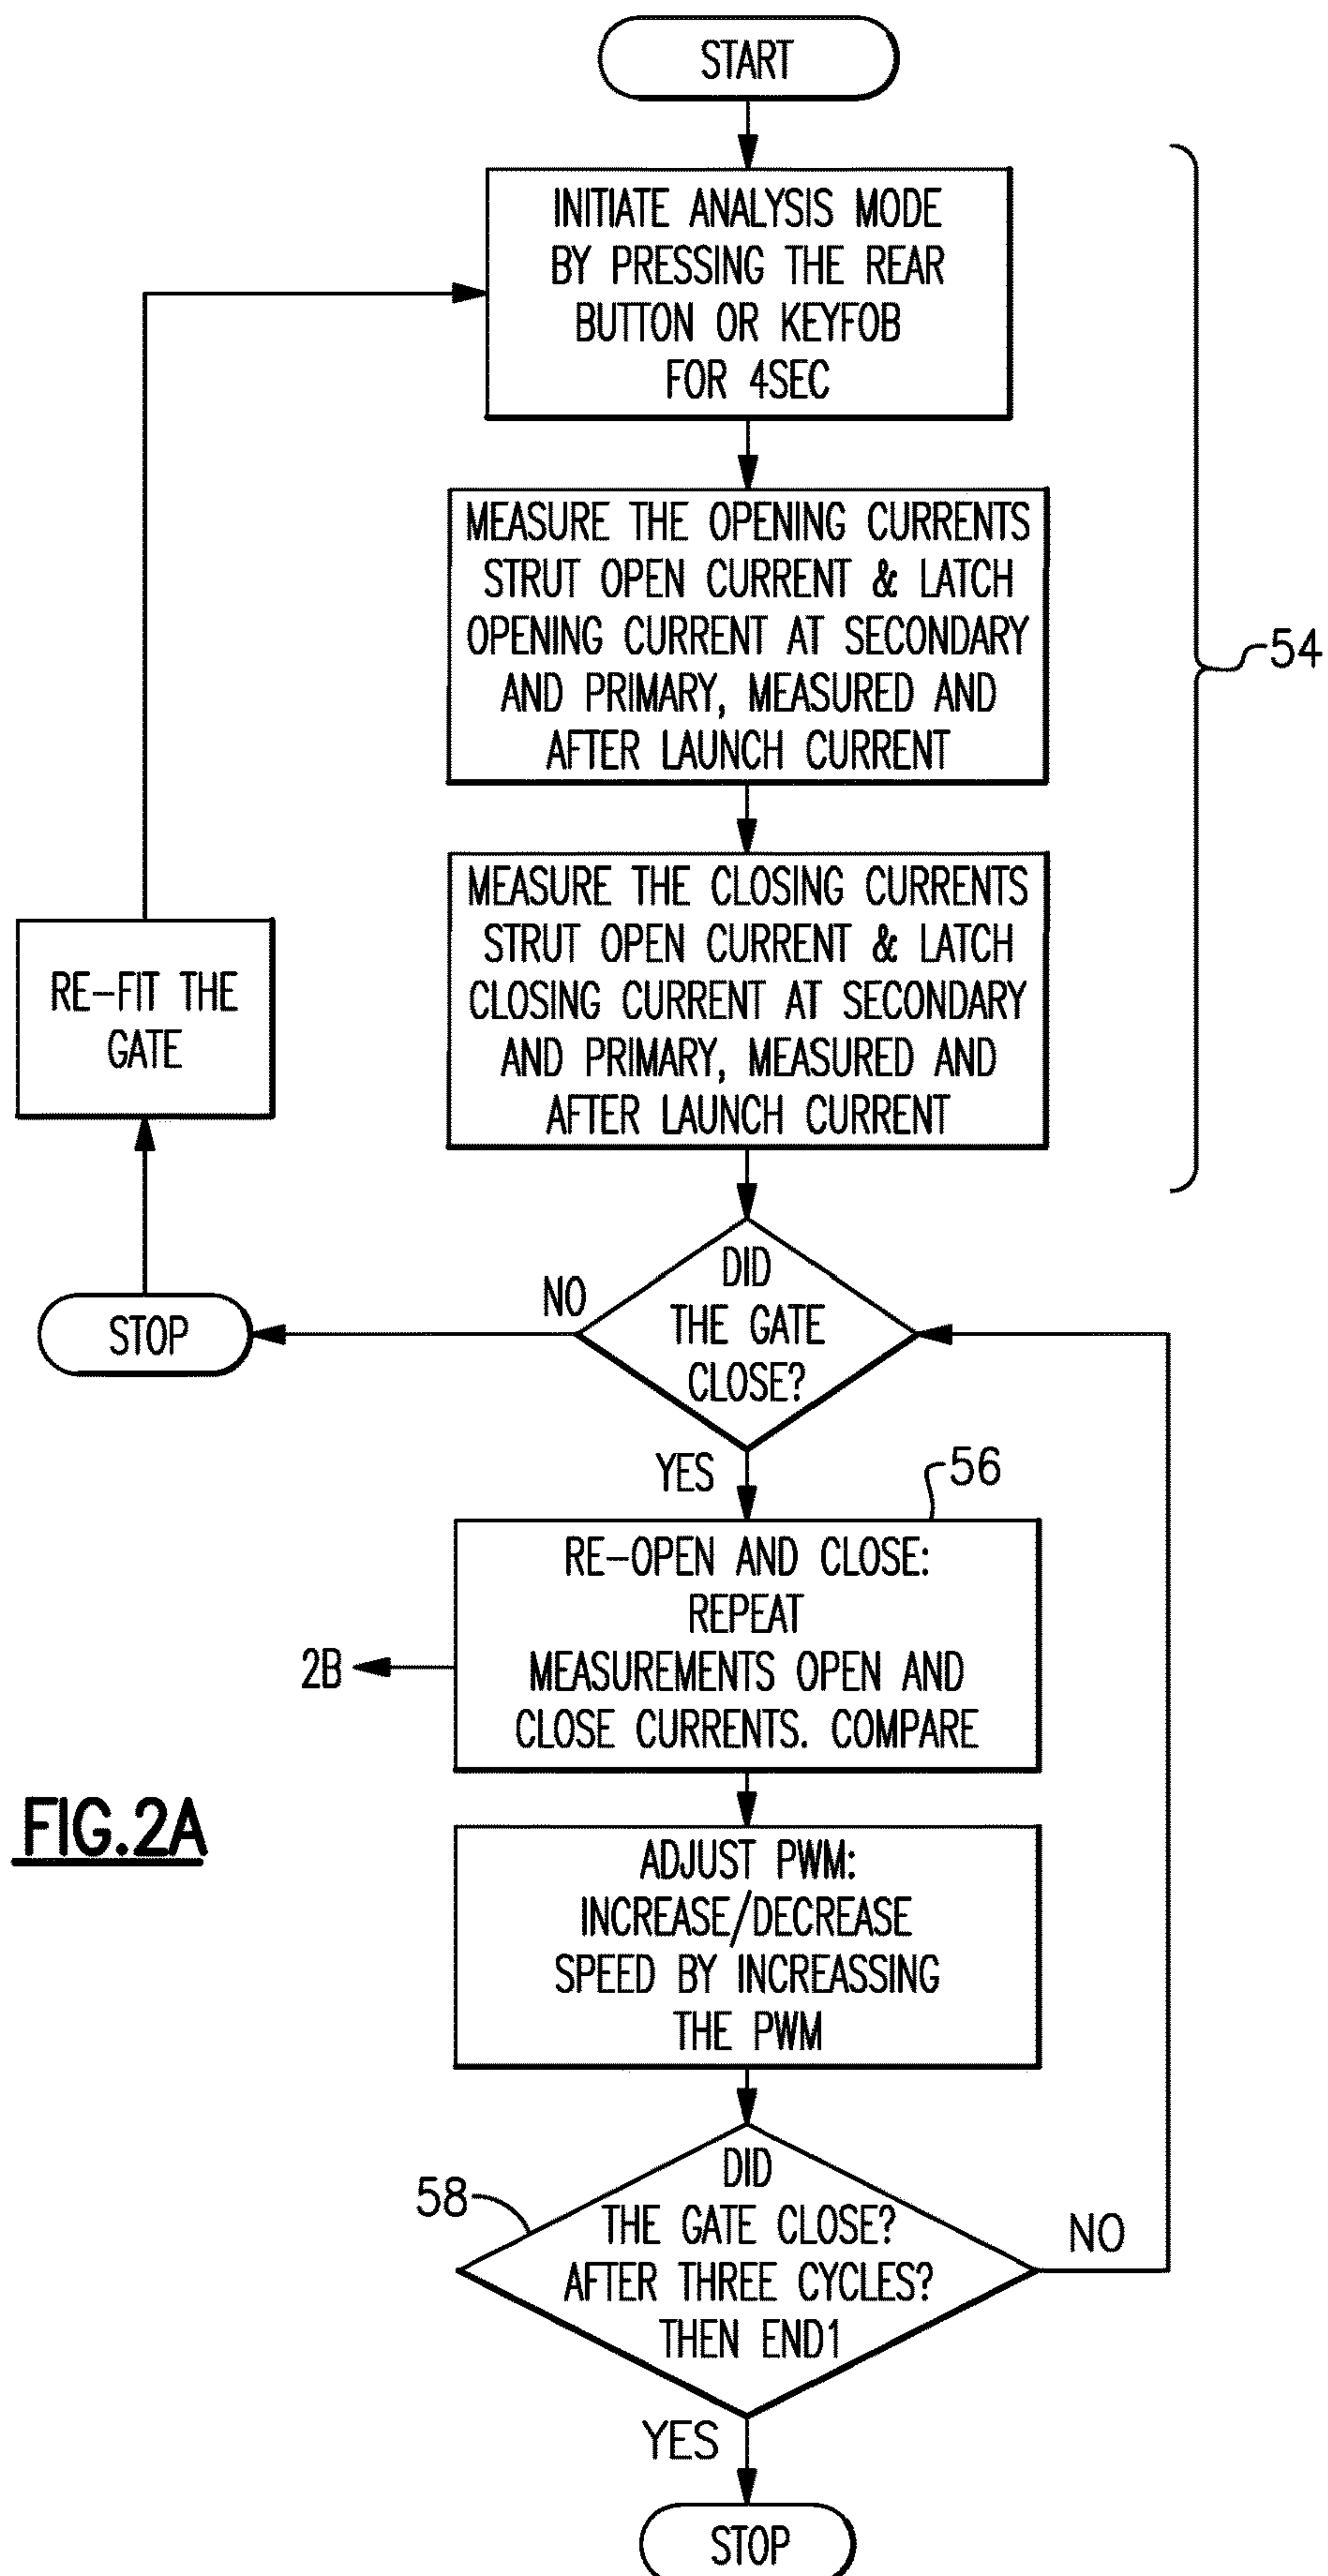 START
INITIATE ANALYSIS MODE
BY PRESSING THE REAR
BUTTON OR KEYFOB
FOR 4SEC
MEASURE THE OPENING CURRENTS
STRUT OPEN CURRENT & LATCH
OPENING CURRENT AT SECONDARY
AND PRIMARY, MEASURED AND
AFTER LAUNCH CURRENT
54
MEASURE THE CLOSING CURRENTS
STRUT OPEN CURRENT & LATCH
CLOSING CURRENT AT SECONDARY
AND PRIMARY, MEASURED AND
AFTER LAUNCH CURRENT
RE-FIT THE
GATE
STOP
NO
DID
THE GATE
CLOSE?
YES
56
RE-OPEN AND CLOSE:
REPEAT
MEASUREMENTS OPEN AND
CLOSE CURRENTS. COMPARE
2B
FIG.2A
ADJUST PWM:
INCREASE/DECREASE
SPEED BY INCREASSING
THE PWM
58
DID
THE GATE CLOSE?
AFTER THREE CYCLES?
THEN END1
NO
YES
STOP